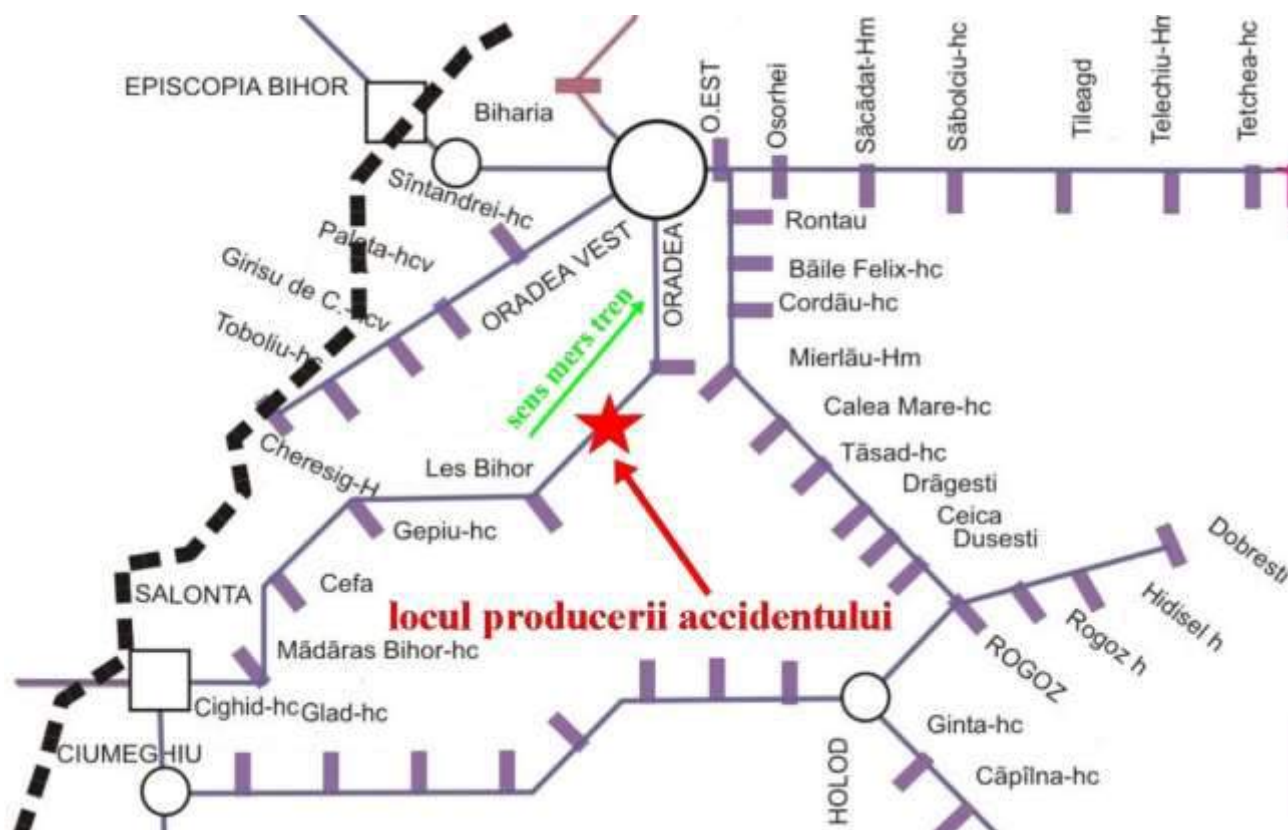 EPISCOPIA BIHOR
Biharia
O.EST
Osorhei
Săcădat-Hm
Săbolciu-hc
Tileagd
Telechiu-Hm
Tetchea-hc
Sîntandrei-hc
Palota-hcv
Girisu de C.-hcv
Toboliu-hc
Cheresig-H
ORADEA VEST
ORADEA
sens mers tren
Rontau
Băile Felix-hc
Cordău-hc
Mierlău-Hm
Calea Mare-hc
Tăsad-hc
Drăgesti
Ceica
Dusesti
Dobresti
Hidisel h
Rogoz h
ROGOZ
Les Bihor
Gepiu-hc
Cefa
SALONTA
Mădăras Bihor-hc
locul producerii accidentului
Cighid-hc
Glad-hc
CIUMEGHIU
HOLOD
Ginta-hc
Căpîlna-hc